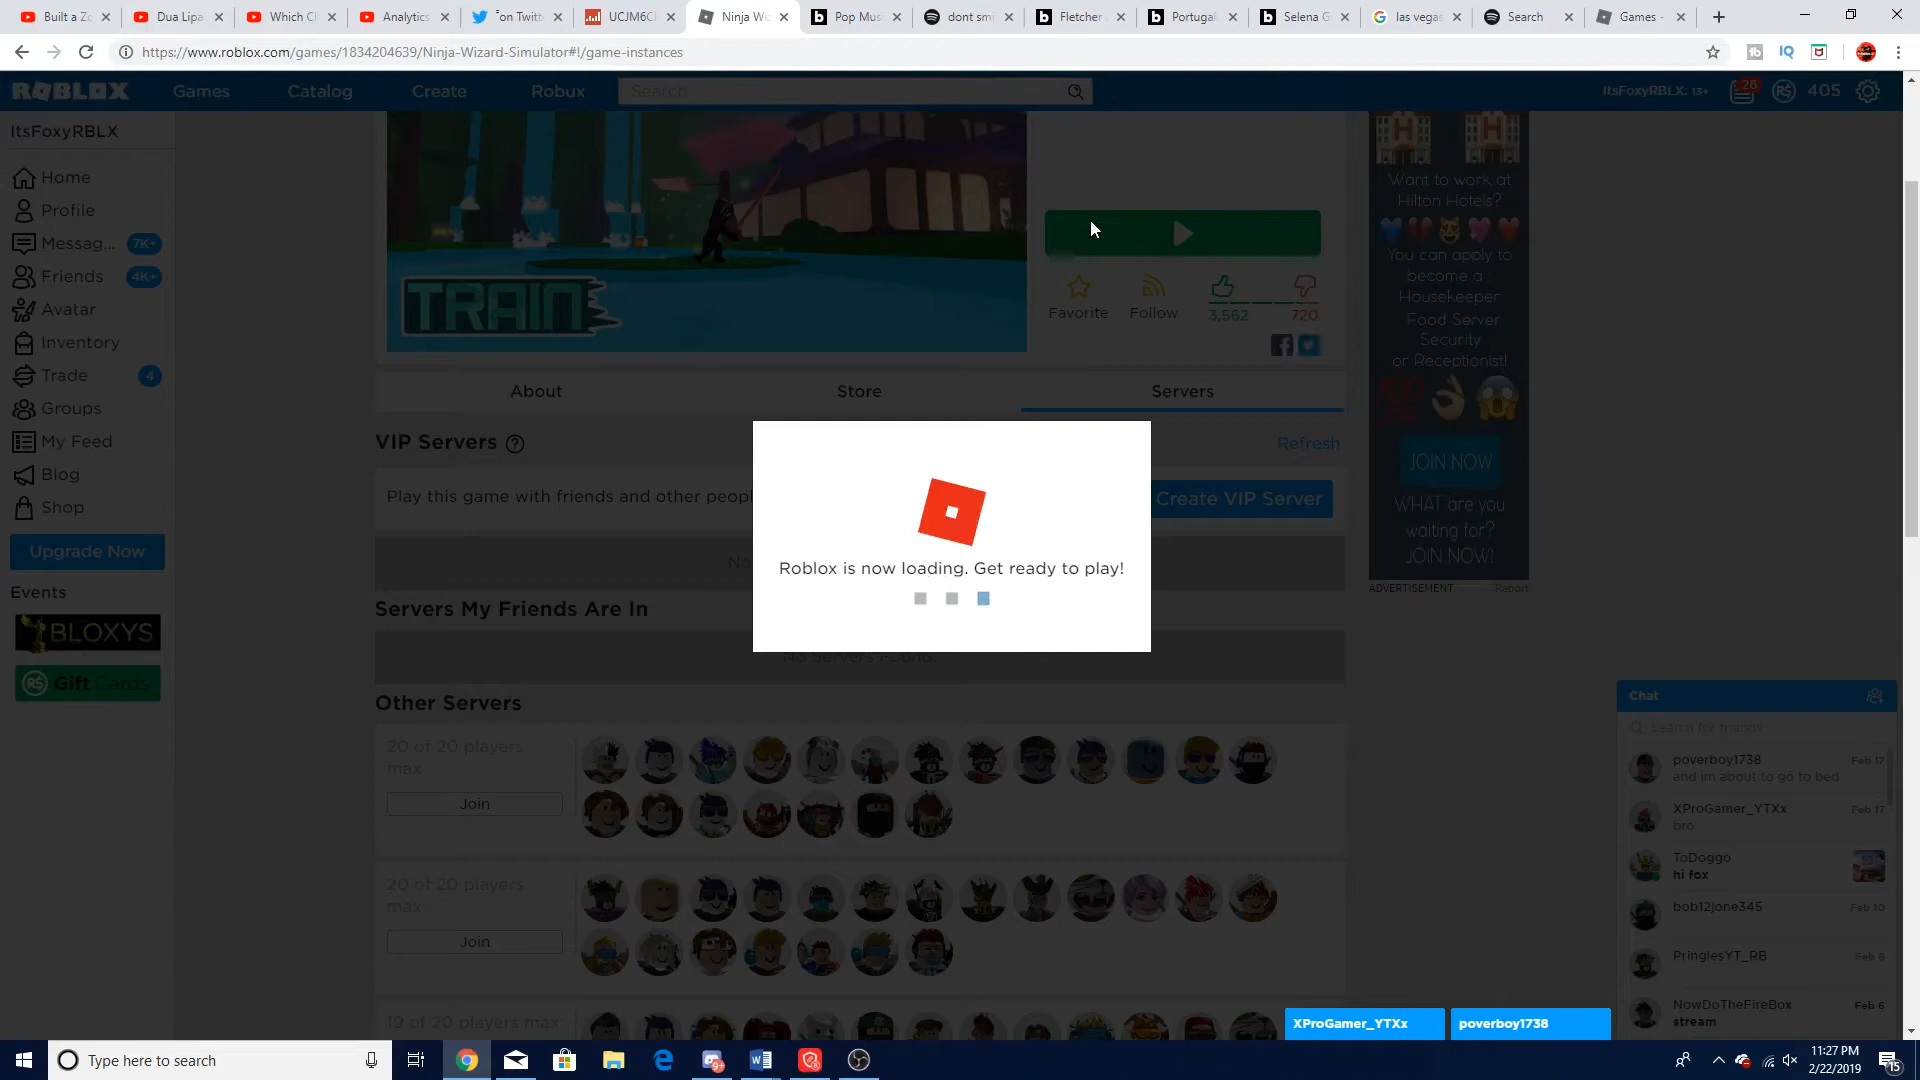 Built a Zo
Dua Lipa
Which C
Analytics
on Twitt
UCJM6C
Ninja Wiz
Pop Mus
dont smi
Fletcher
Portugal
Selena G
las vegas
Search
Games -
https://www.roblox.com/games/1834204639/Ninja-Wizard-Simulator#!/game-instances
ROBLOX
Games
Catalog
Create
Robux
Search
ItsFoxyRBLX: 13+
26
405
ItsFoxyRBLX
Home
Profile
Messag... 7K+
Friends 4K+
Avatar
Inventory
Trade 4
Groups
My Feed
Blog
Shop
Upgrade Now
Events
BLOXYS
Gift Cards
TRAIN
Favorite
Follow
3,562
720
About
Store
Servers
VIP Servers
Refresh
Play this game with friends and other peopl
Create VIP Server
No
Roblox is now loading. Get ready to play!
Servers My Friends Are In
No Servers Found.
Other Servers
20 of 20 players
max
Join
20 of 20 players
max
Join
19 of 20 players max
Want to work at
Hilton Hotels?
You can apply to
become a :
Housekeeper
Food Server
Security
or Receptionist!
JOIN NOW
WHAT are you
waiting for?
JOIN NOW!
ADVERTISEMENT
Report
Chat
Search for friends
poverboy1738 Feb 17
and im about to go to bed
XProGamer_YTXx Feb 17
bro
ToDoggo
hi fox
bob12jone345 Feb 10
PringlesYT_RB Feb 8
NowDoTheFireBox Feb 6
stream
XProGamer_YTXx
poverboy1738
Type here to search
11:27 PM
2/22/2019
15